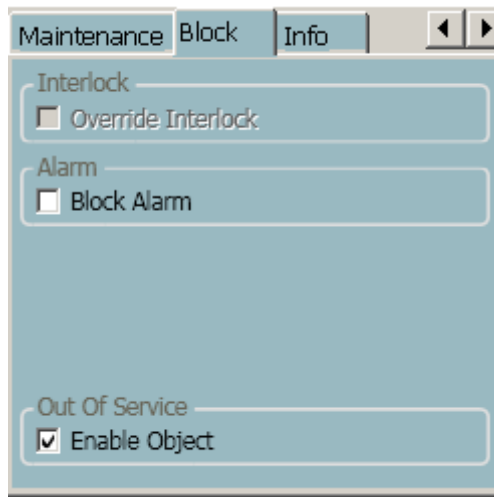 Maintenance Block Info
Interlock
Override Interlock
Alarm
Block Alarm
Out Of Service
Enable Object